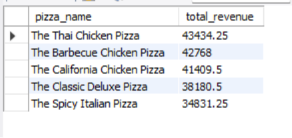 pizza_name total_revenue
The Thai Chicken Pizza 43434.25
The Barbecue Chicken Pizza 42768
The California Chicken Pizza 41409.5
The Classic Deluxe Pizza 38180.5
The Spicy Italian Pizza 34831.25